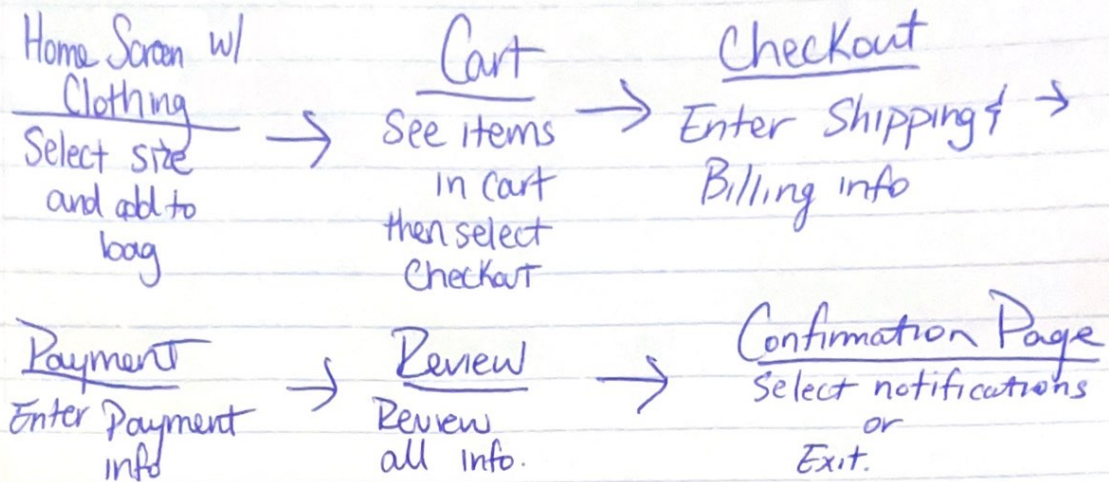 Home Screen w/
Clothing
Select size
and add to
bag
Cart
See items
in cart
then select
Checkout
Checkout
Enter Shipping &
Billing info
Payment
Enter Payment
info
Review
Review
all info.
Confirmation Page
Select notifications
or
Exit.